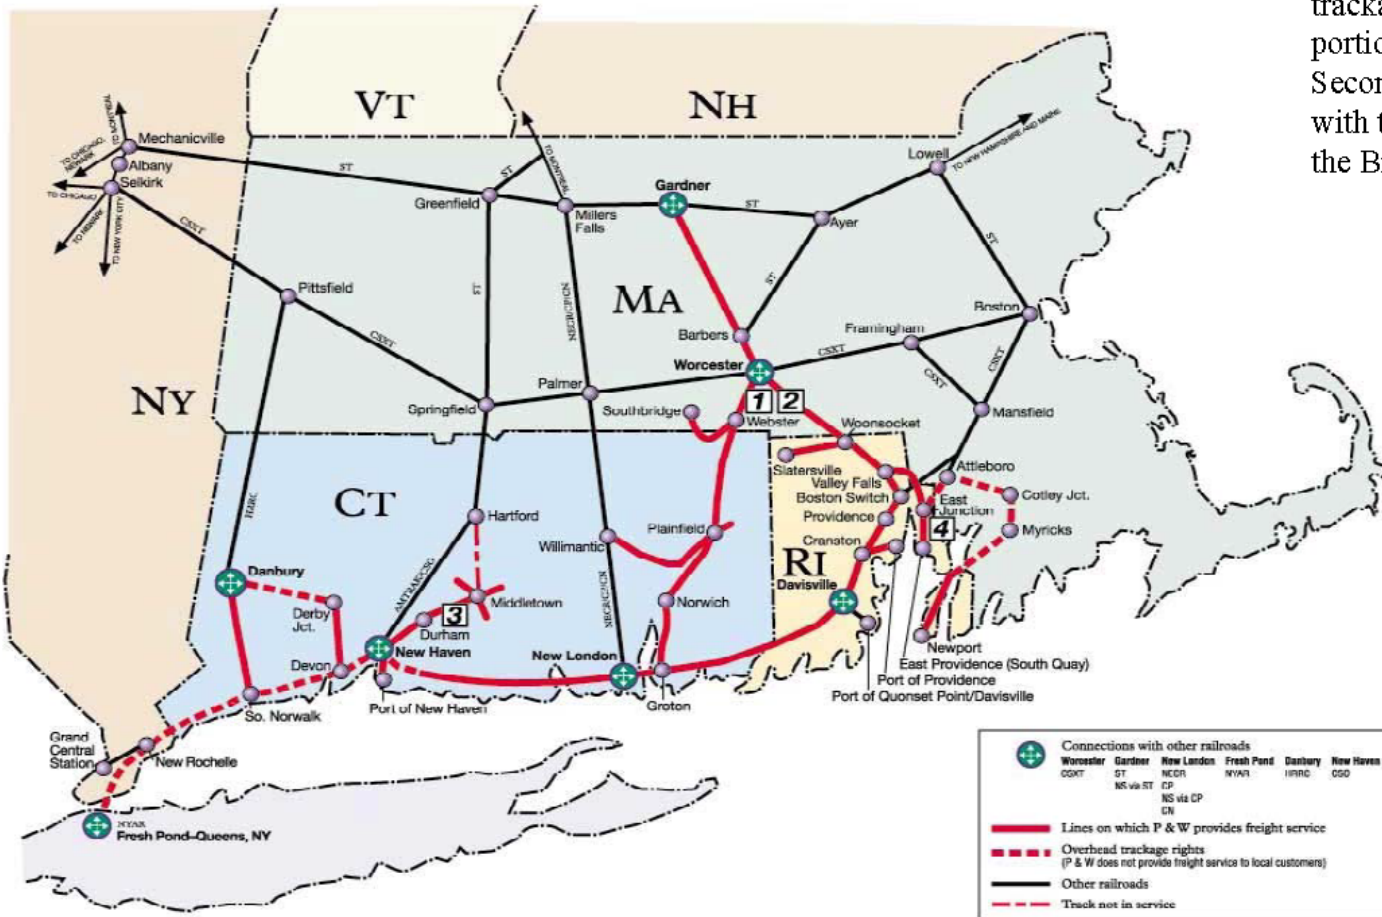 tracka
portio
Secon
with t
the B
VT
NH
MA
NY
CT
RI
TO MONTREAL
TO CHICAGO,
NEWARK
Mechanicville
Albany
Selkirk
TO CHICAGO
TO NEWARK
TO NEW YORK CITY
ST
ST
TO MONTREAL
Greenfield
Millers
Falls
Gardner
ST
Ayer
Lowell
TO NEW HAMPSHIRE AND MAINE
CSXT
Pittsfield
CSXT
ST
ST
ST
Barbers
Framingham
Boston
CSXT
CSXT
CSXT
Worcester
Palmer
Springfield
Southbridge
1
2
Webster
Mansfield
Woonsocket
Slatersville
Valley Falls
Boston Switch
Attleboro
East
Junction
Cotley Jct.
Providence
4
Myricks
Cranston
Hartford
Willimantic
Plainfield
Danbury
Derby
Jct.
Middletown
3
Durham
Norwich
Davisville
Devon
New Haven
New London
Newport
East Providence (South Quay)
Port of Providence
Port of Quonset Point/Davisville
So. Norwalk
Port of New Haven
Groton
Grand
Central
Station
New Rochelle
NYAR
Fresh Pond–Queens, NY
Connections with other railroads
Worcester Gardner New London Fresh Pond Danbury New Haven
CSXT ST NECR NYAR HRRC CSO
NS via ST CP
NS via CP
CN
Lines on which P & W provides freight service
Overhead trackage rights
(P & W does not provide freight service to local customers)
Other railroads
Track not in service